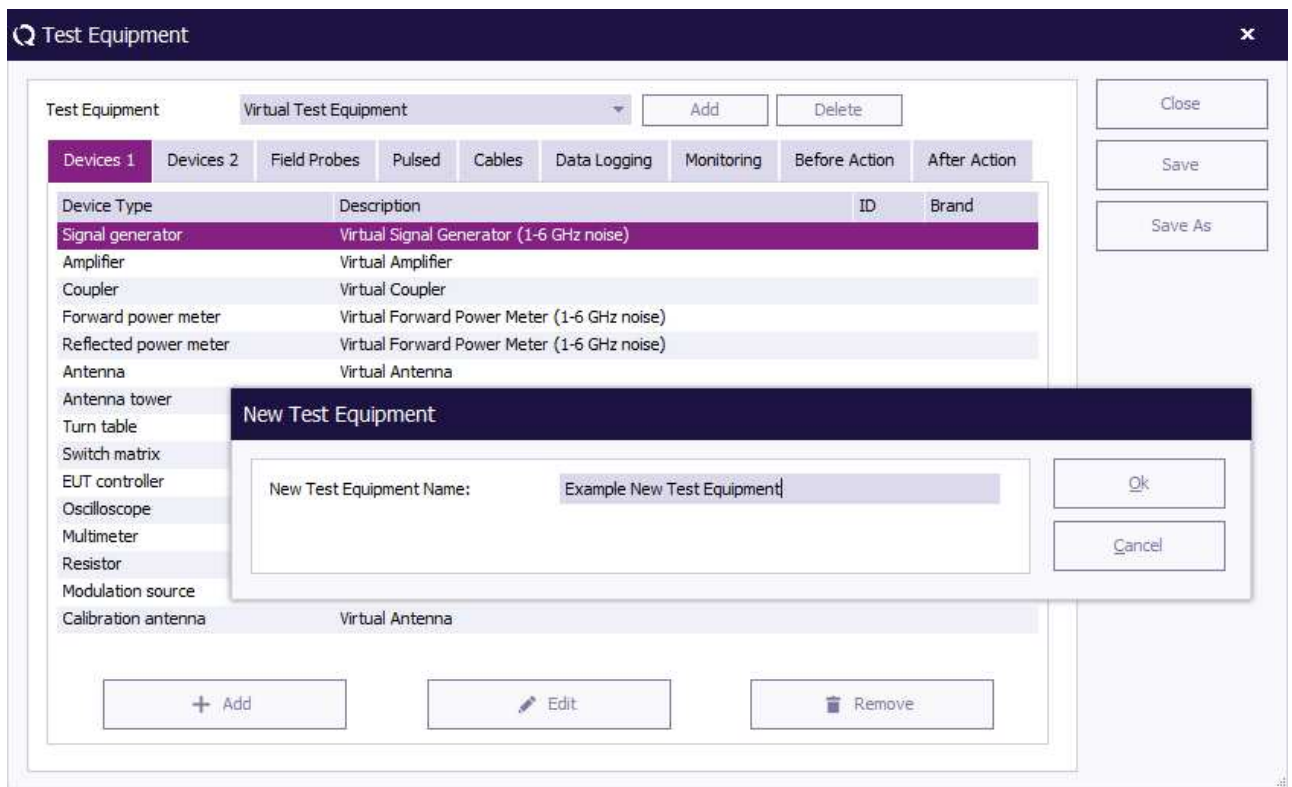 Test Equipment
Test Equipment Virtual Test Equipment Add Delete
Close
Save
Save As
Devices 1 Devices 2 Field Probes Pulsed Cables Data Logging Monitoring Before Action After Action
Device Type Description ID Brand
Signal generator Virtual Signal Generator (1-6 GHz noise)
Amplifier Virtual Amplifier
Coupler Virtual Coupler
Forward power meter Virtual Forward Power Meter (1-6 GHz noise)
Reflected power meter Virtual Forward Power Meter (1-6 GHz noise)
Antenna Virtual Antenna
Antenna tower
Turn table
Switch matrix
EUT controller
Oscilloscope
Multimeter
Resistor
Modulation source
Calibration antenna Virtual Antenna
New Test Equipment
New Test Equipment Name: Example New Test Equipment
Ok
Cancel
Add Edit Remove